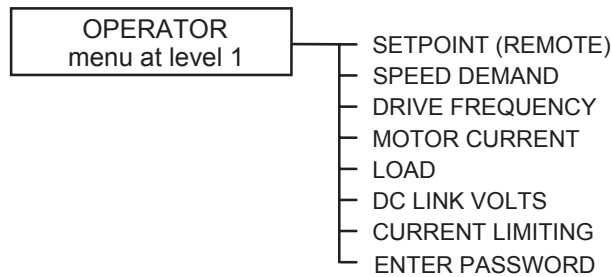 OPERATOR
menu at level 1
SETPOINT (REMOTE)
SPEED DEMAND
DRIVE FREQUENCY
MOTOR CURRENT
LOAD
DC LINK VOLTS
CURRENT LIMITING
ENTER PASSWORD